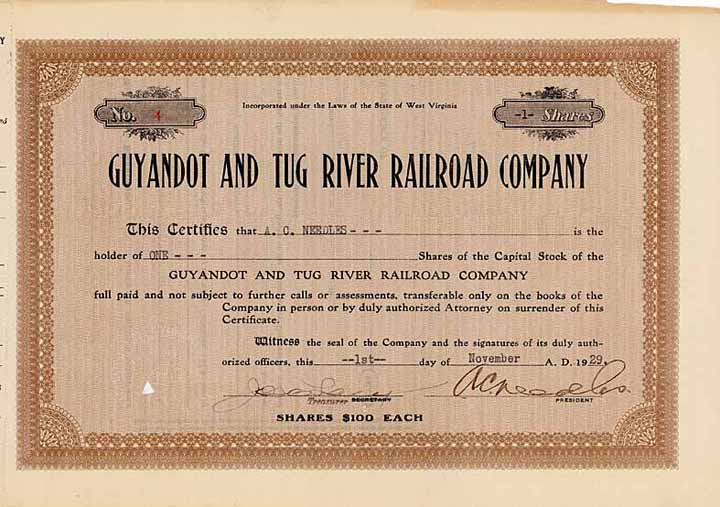 Y
Incorporated under the Laws of the State of West Virginia
No. 4
-1- Shares
GUYANDOT AND TUG RIVER RAILROAD COMPANY
This Certifies that A. C. NEEDLES - - - is the
holder of ONE - - - Shares of the Capital Stock of the
GUYANDOT AND TUG RIVER RAILROAD COMPANY
full paid and not subject to further calls or assessments, transferable only on the books of the
Company in person or by duly authorized Attorney on surrender of this
Certificate.
Witness the seal of the Company and the signatures of its duly auth-
orized officers, this --1st-- day of November A. D. 1929.
ACNeedles.
Treasurer SECRETARY
PRESIDENT
SHARES $100 EACH